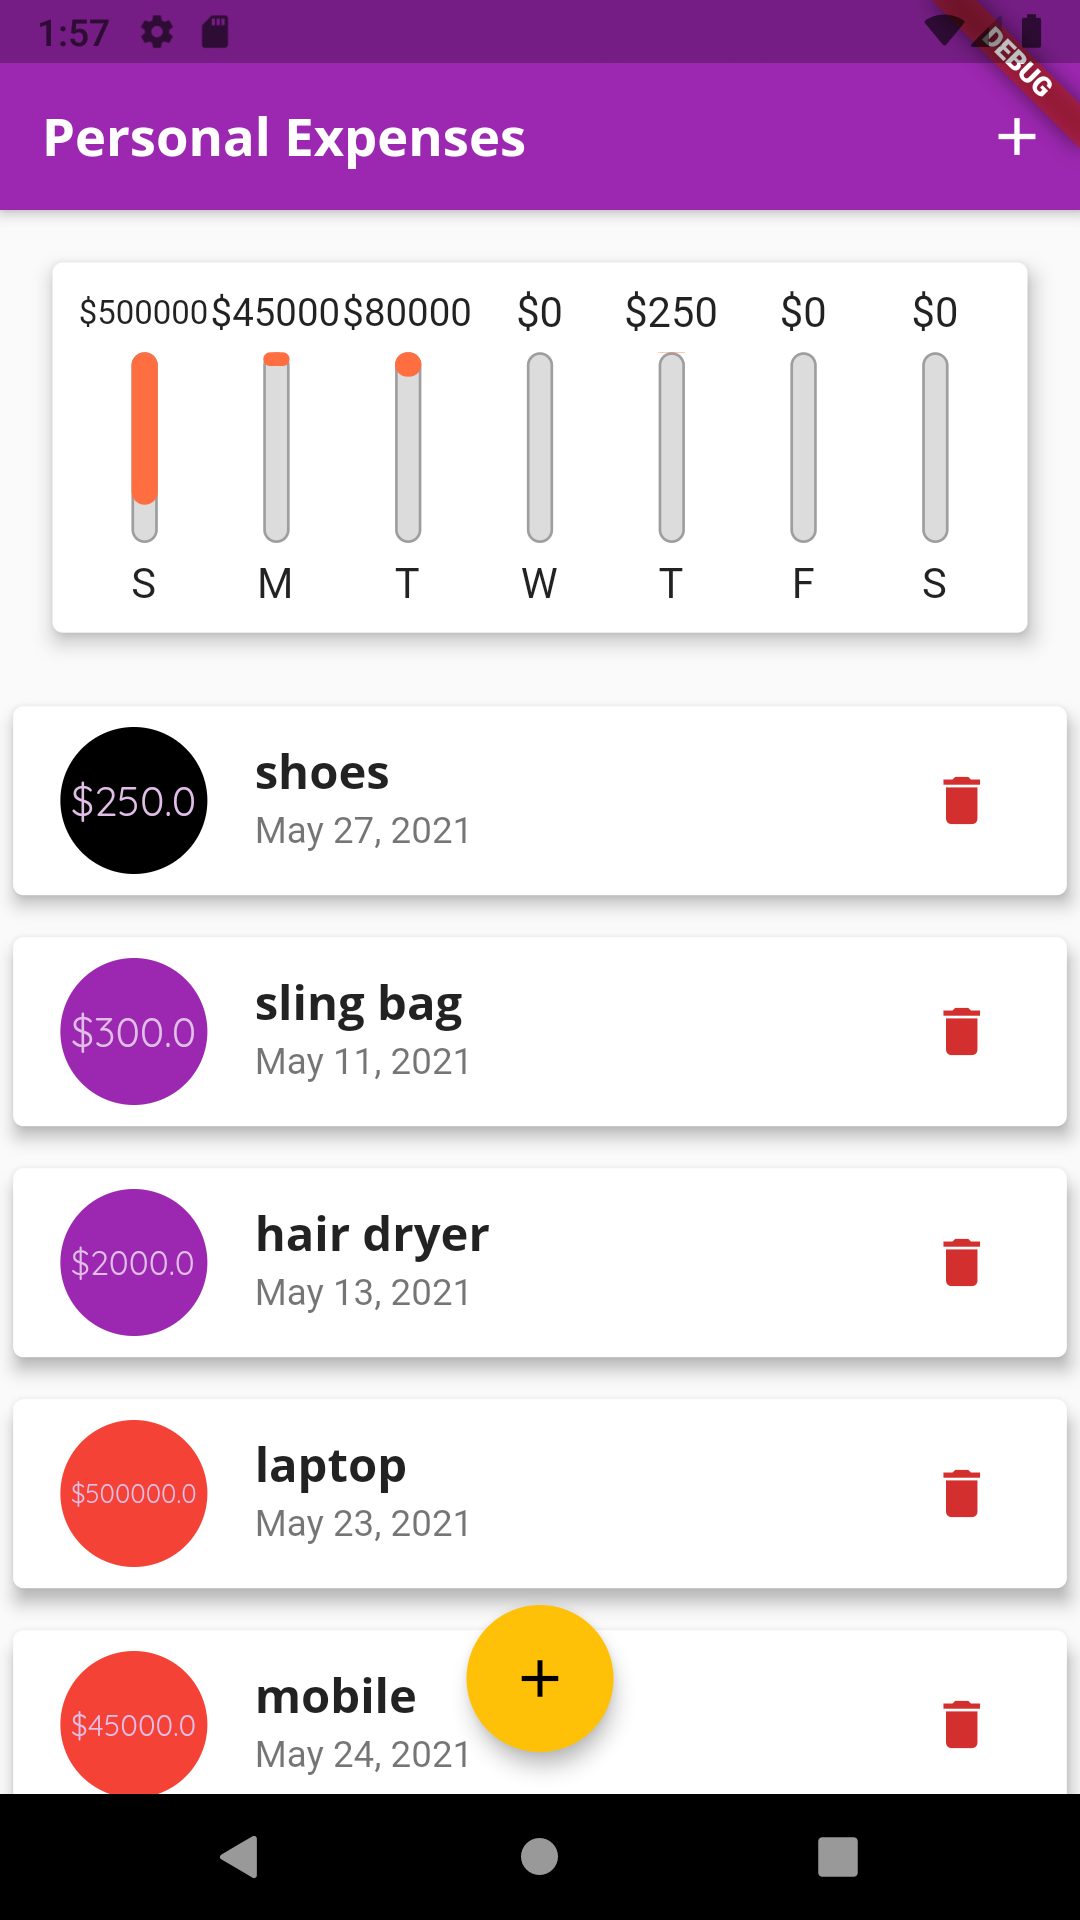 1:57
DEBUG
Personal Expenses
$500000 $45000 $80000 $0 $250 $0 $0
S M T W T F S
$250.0
shoes
May 27, 2021
$300.0
sling bag
May 11, 2021
$2000.0
hair dryer
May 13, 2021
$500000.0
laptop
May 23, 2021
$45000.0
mobile
May 24, 2021